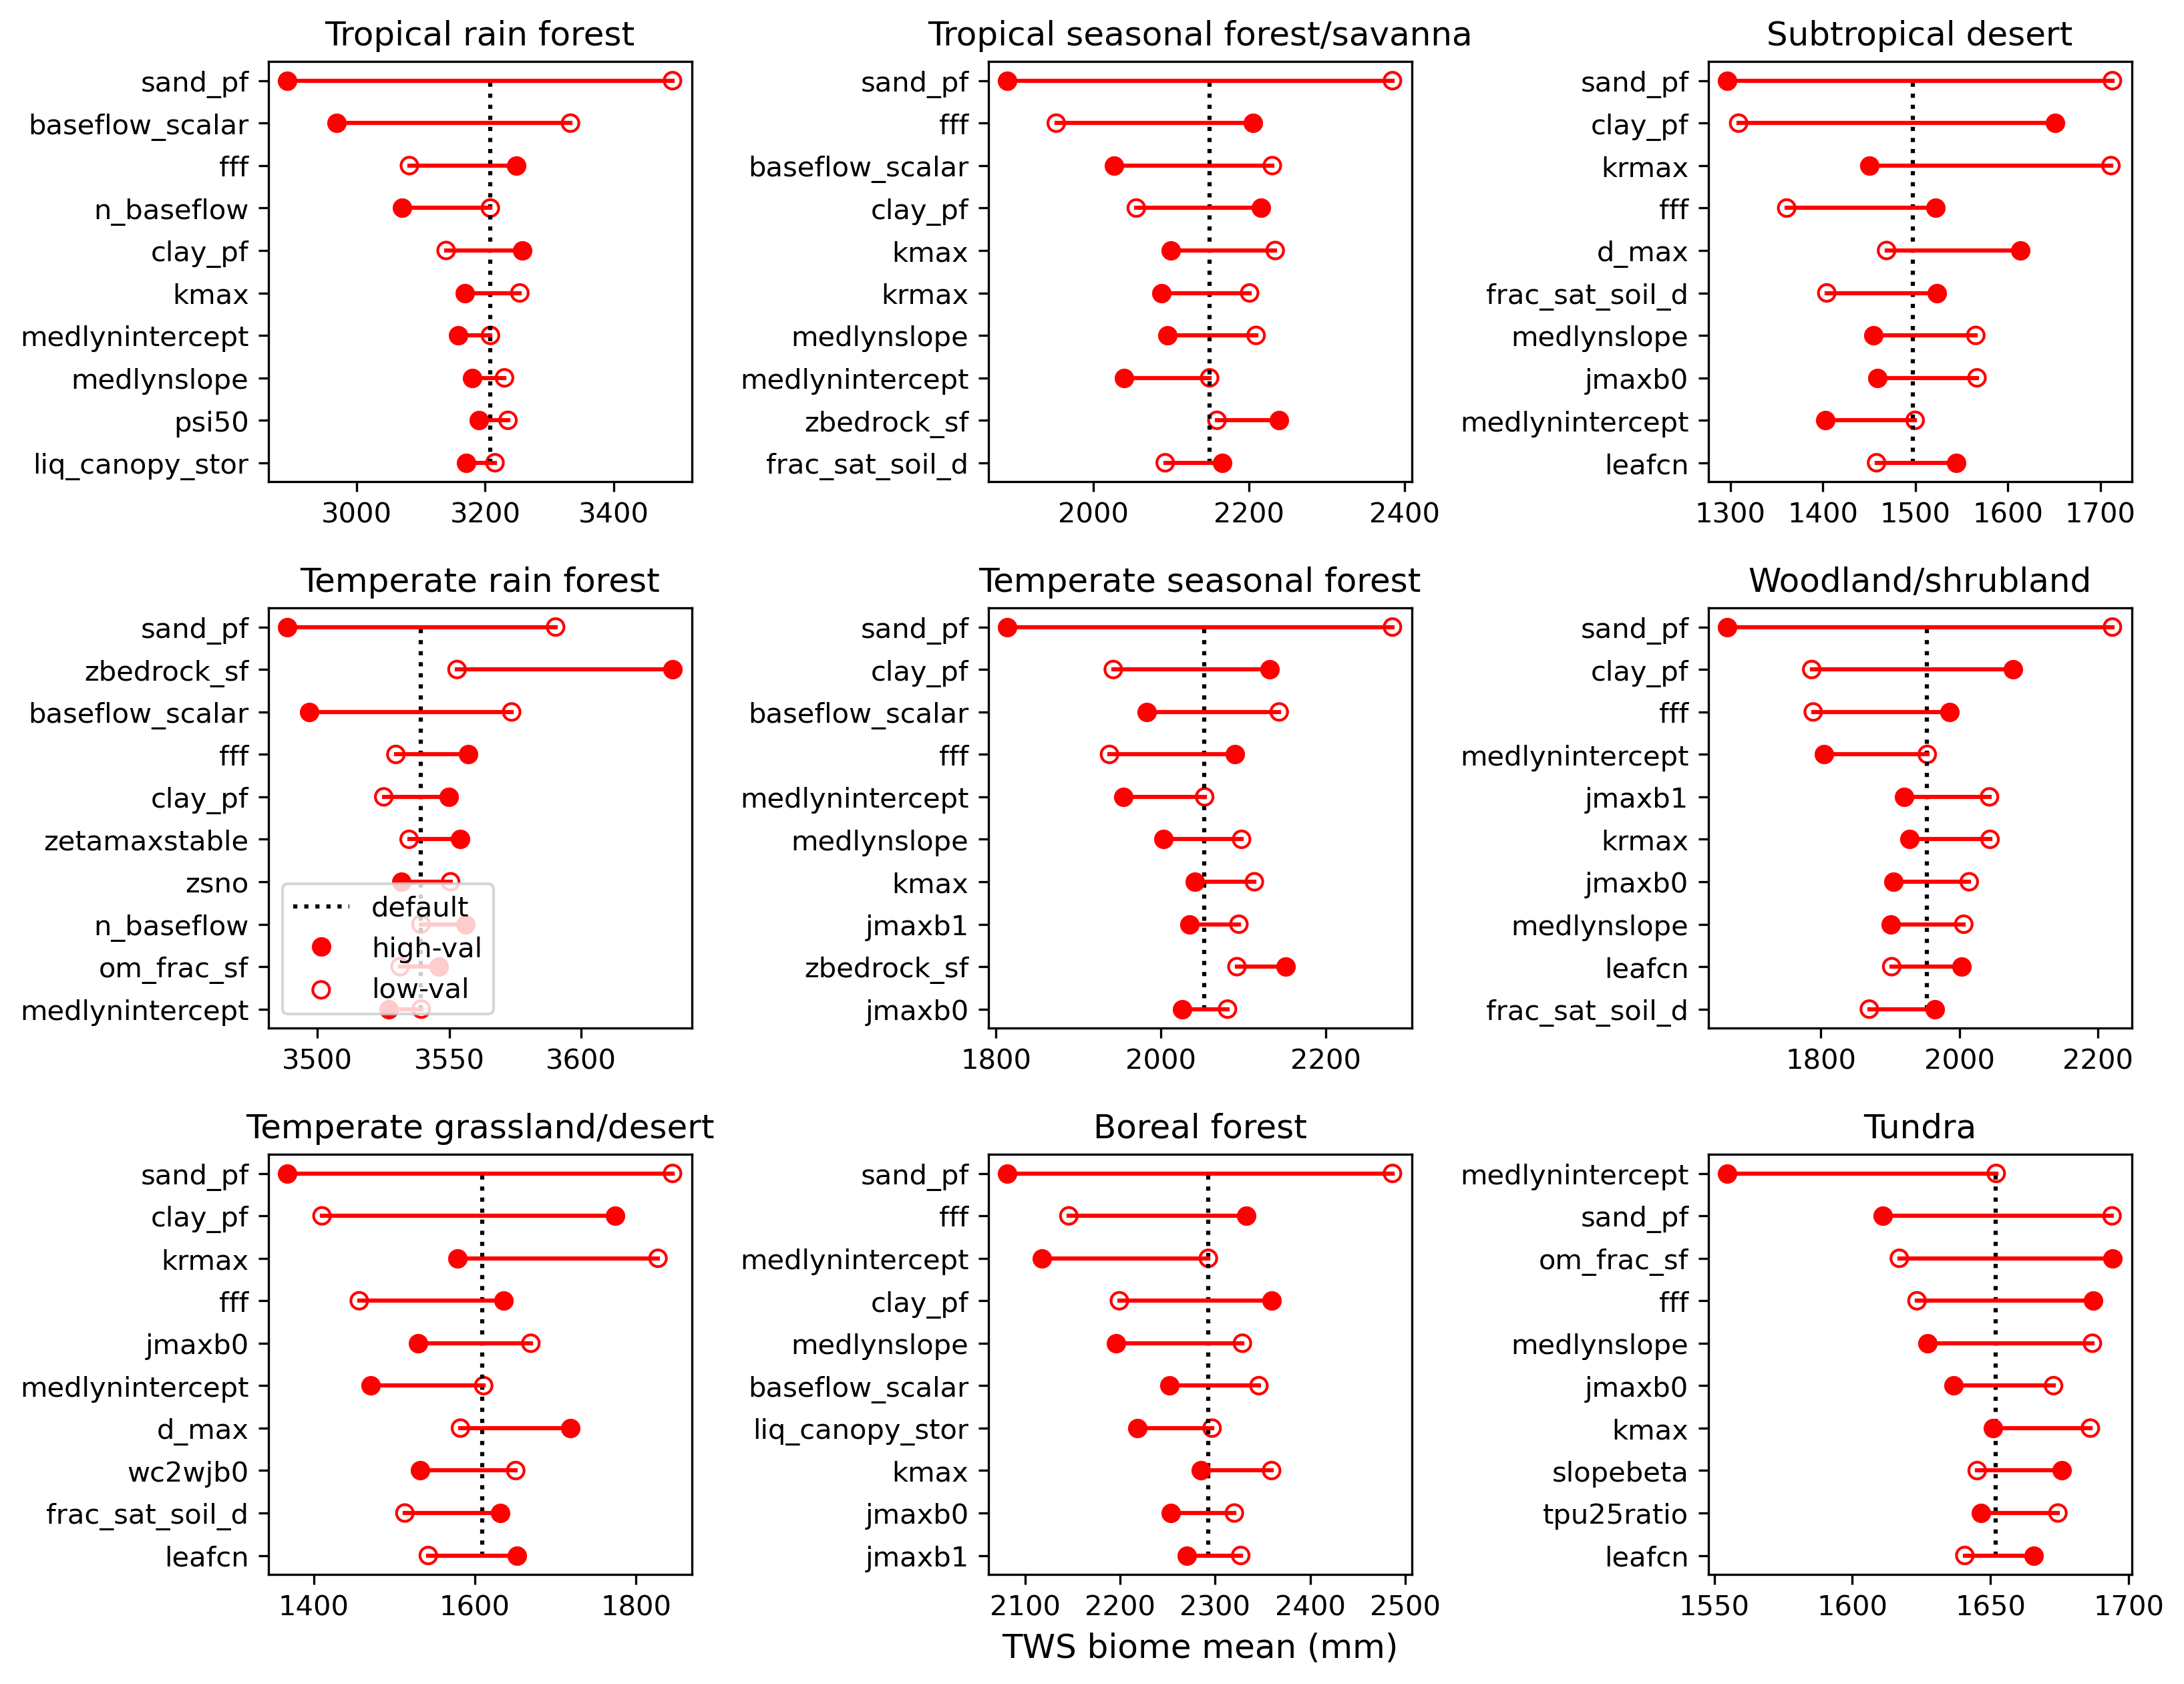 Tropical rain forest
sand_pf
baseflow_scalar
fff
n_baseflow
clay_pf
kmax
medlynintercept
medlynslope
psi50
liq_canopy_stor
3000 3200 3400
Tropical seasonal forest/savanna
sand_pf
fff
baseflow_scalar
clay_pf
kmax
krmax
medlynslope
medlynintercept
zbedrock_sf
frac_sat_soil_d
2000 2200 2400
Subtropical desert
sand_pf
clay_pf
krmax
fff
d_max
frac_sat_soil_d
medlynslope
jmaxb0
medlynintercept
leafcn
1300 1400 1500 1600 1700
Temperate rain forest
sand_pf
zbedrock_sf
baseflow_scalar
fff
clay_pf
zetamaxstable
zsno
n_baseflow
om_frac_sf
medlynintercept
default
high-val
low-val
3500 3550 3600
Temperate seasonal forest
sand_pf
clay_pf
baseflow_scalar
fff
medlynintercept
medlynslope
kmax
jmaxb1
zbedrock_sf
jmaxb0
1800 2000 2200
Woodland/shrubland
sand_pf
clay_pf
fff
medlynintercept
jmaxb1
krmax
jmaxb0
medlynslope
leafcn
frac_sat_soil_d
1800 2000 2200
Temperate grassland/desert
sand_pf
clay_pf
krmax
fff
jmaxb0
medlynintercept
d_max
wc2wjb0
frac_sat_soil_d
leafcn
1400 1600 1800
Boreal forest
sand_pf
fff
medlynintercept
clay_pf
medlynslope
baseflow_scalar
liq_canopy_stor
kmax
jmaxb0
jmaxb1
2100 2200 2300 2400 2500
TWS biome mean (mm)
Tundra
medlynintercept
sand_pf
om_frac_sf
fff
medlynslope
jmaxb0
kmax
slopebeta
tpu25ratio
leafcn
1550 1600 1650 1700